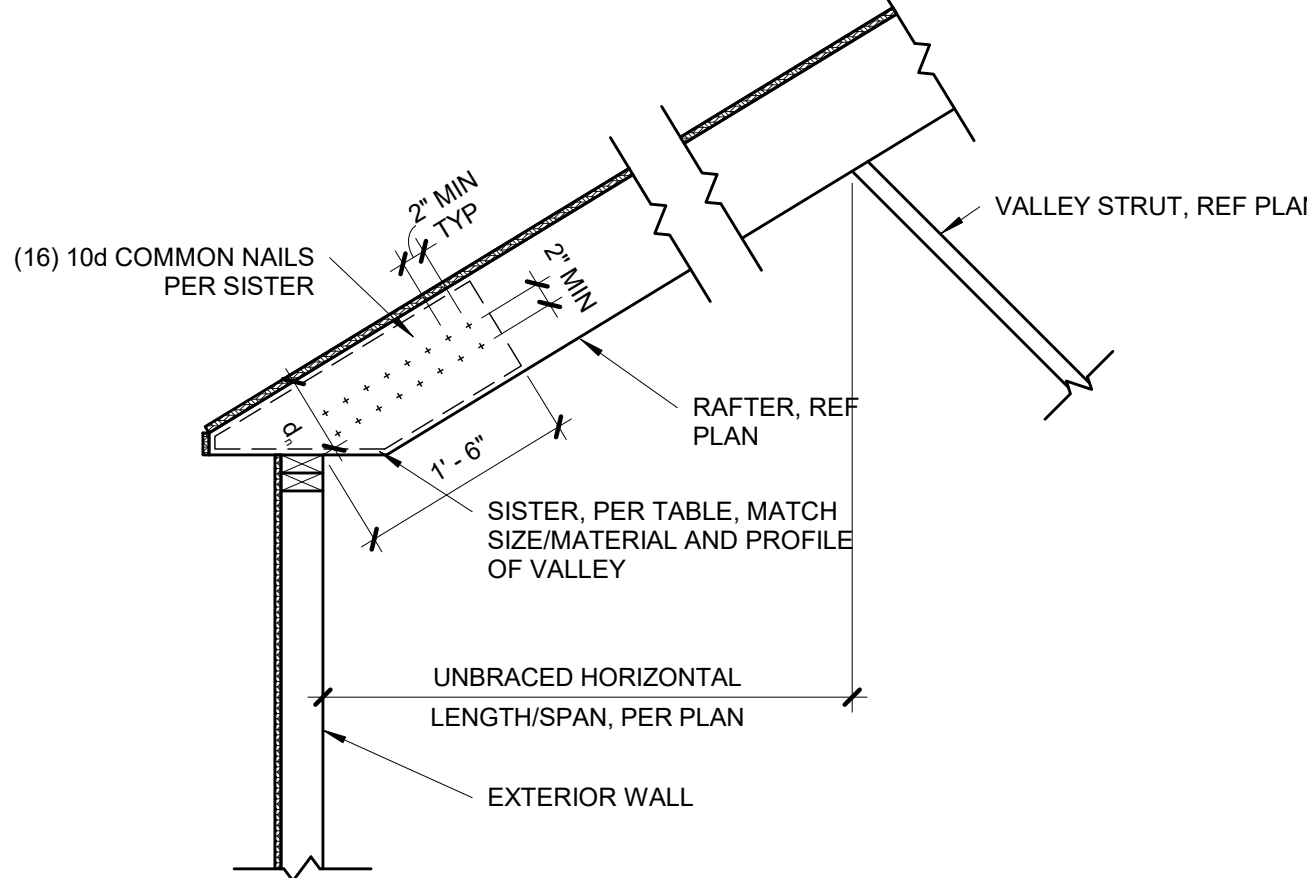 2" MIN
TYP
(16) 10d COMMON NAILS
PER SISTER
2" MIN
VALLEY STRUT, REF PLAN
dₙ
1' - 6"
RAFTER, REF
PLAN
SISTER, PER TABLE, MATCH
SIZE/MATERIAL AND PROFILE
OF VALLEY
UNBRACED HORIZONTAL
LENGTH/SPAN, PER PLAN
EXTERIOR WALL